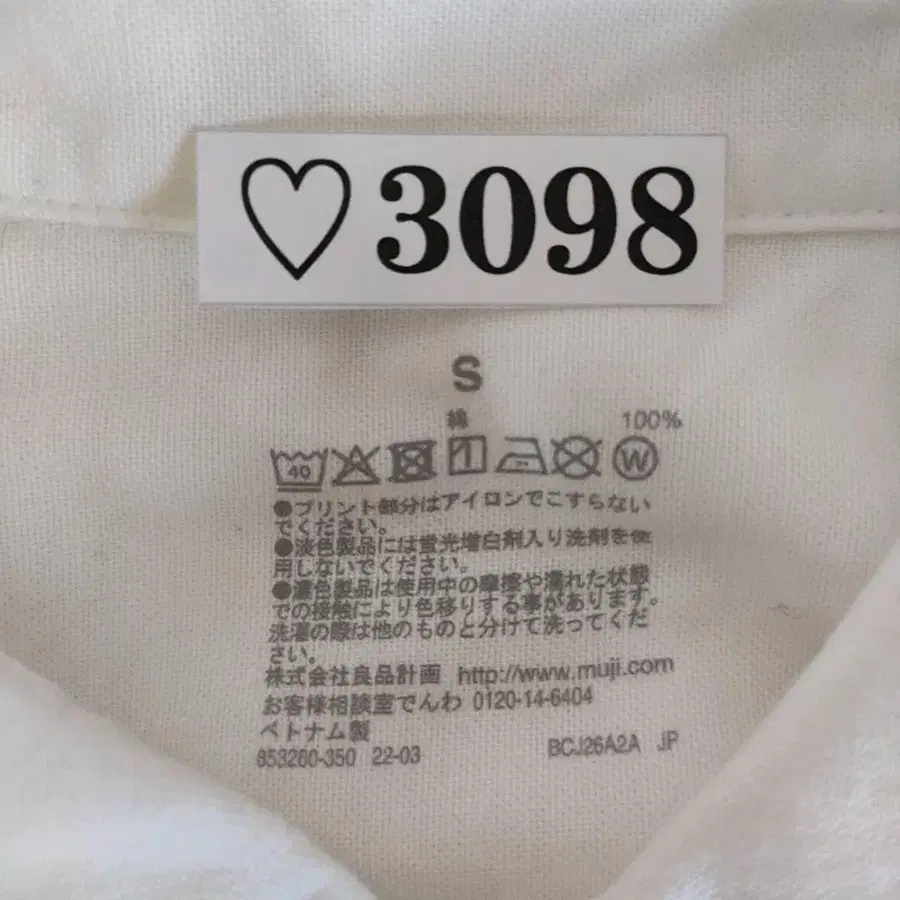 ♡3098
S
綿 100%
40
W
●プリント部分はアイロンでこすらない
でください。
●淡色製品には蛍光増白剤入り洗剤を使
用しないでください。
●濃色製品は使用中の摩擦や濡れた状態
での接触により色移りする事があります。
洗濯の際は他のものと分けて洗ってくだ
さい。
株式会社良品計画 http://www.muji.com
お客様相談室でんわ 0120-14-6404
ベトナム製
853260-350 22-03 BCJ26A2A JP